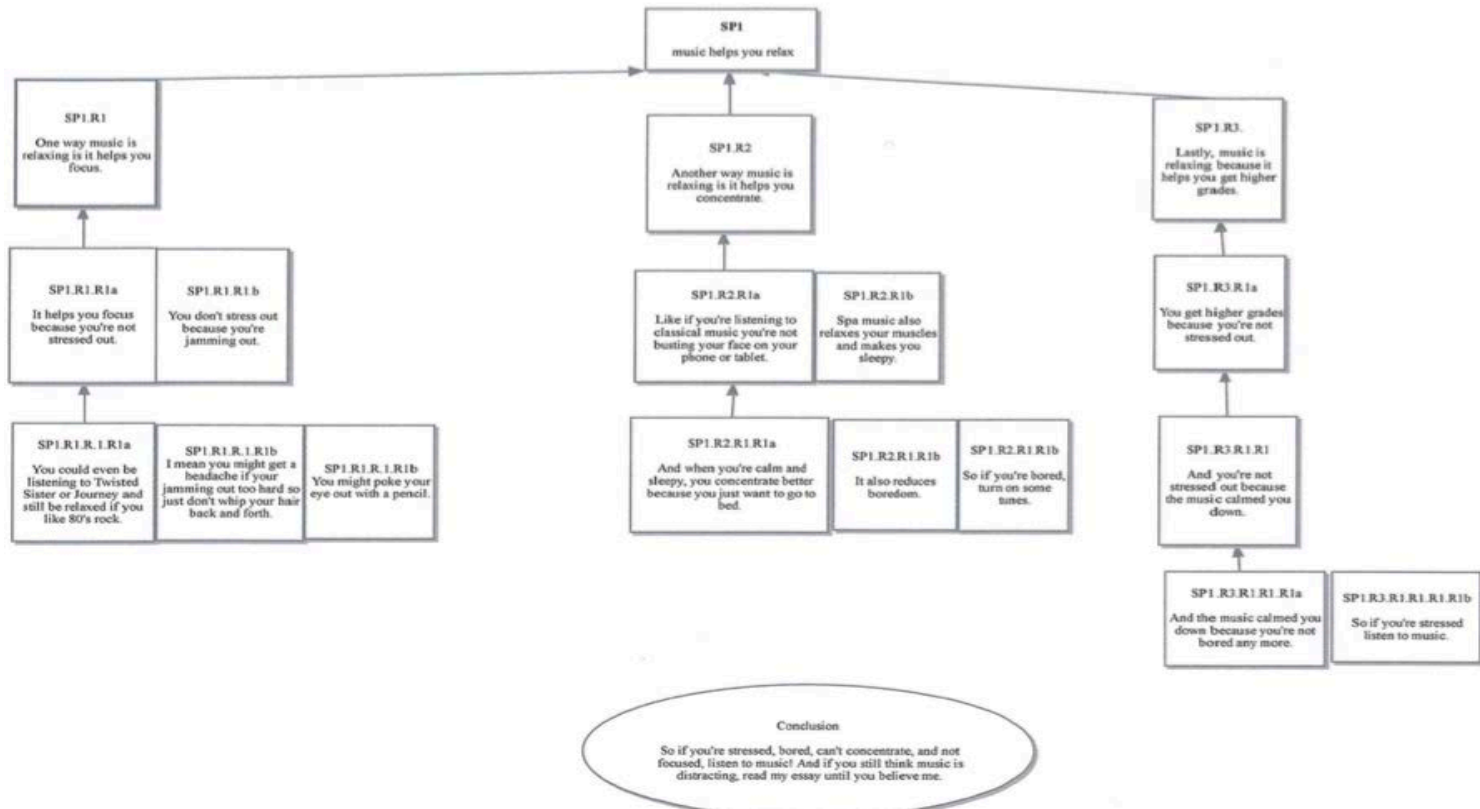 SP1
music helps you relax
SP1.R1
One way music is
relaxing is it helps you
focus.
SP1.R2
Another way music is
relaxing is it helps you
concentrate.
SP1.R3.
Lastly, music is
relaxing because it
helps you get higher
grades.
SP1.R1.R1a
It helps you focus
because you're not
stressed out.
SP1.R1.R1.b
You don't stress out
because you're
jamming out.
SP1.R2.R1a
Like if you're listening to
classical music you're not
busting your face on your
phone or tablet.
SP1.R2.R1b
Spa music also
relaxes your muscles
and makes you
sleepy.
SP1.R3.R1a
You get higher grades
because you're not
stressed out.
SP1.R1.R.1.R1a
You could even be
listening to Twisted
Sister or Journey and
still be relaxed if you
like 80's rock.
SP1.R1.R.1.R1b
I mean you might get a
headache if your
jamming out too hard so
just don't whip your hair
back and forth.
SP1.R1.R.1.R1b
You might poke your
eye out with a pencil.
SP1.R2.R1.R1a
And when you're calm and
sleepy, you concentrate better
because you just want to go to
bed.
SP1.R2.R1.R1b
It also reduces
boredom.
SP1.R2.R1.R1b
So if you're bored,
turn on some
tunes.
SP1.R3.R1.R1
And you're not
stressed out because
the music calmed you
down.
SP1.R3.R1.R1.R1a
And the music calmed you
down because you're not
bored any more.
SP1.R3.R1.R1.R1.R1b
So if you're stressed
listen to music.
Conclusion
So if you're stressed, bored, can't concentrate, and not
focused, listen to music! And if you still think music is
distracting, read my essay until you believe me.